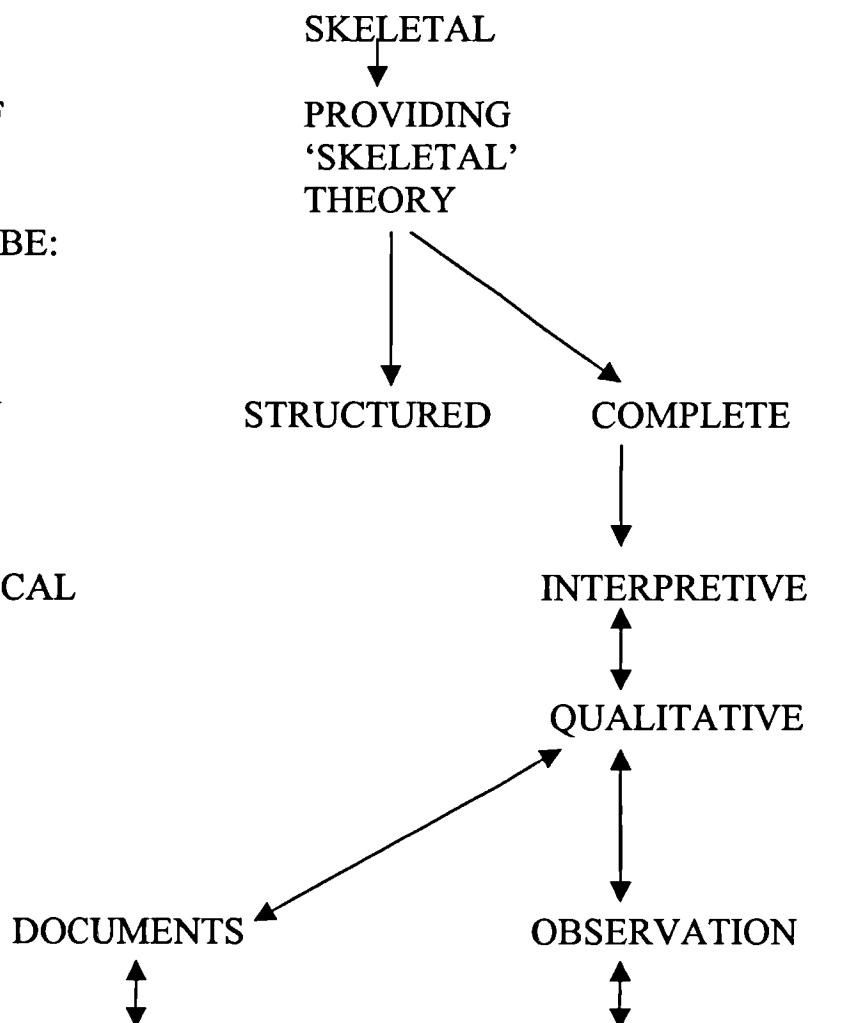 SKELETAL
PROVIDING
‘SKELETAL’
THEORY
BE:
STRUCTURED COMPLETE
CAL INTERPRETIVE
QUALITATIVE
DOCUMENTS OBSERVATION